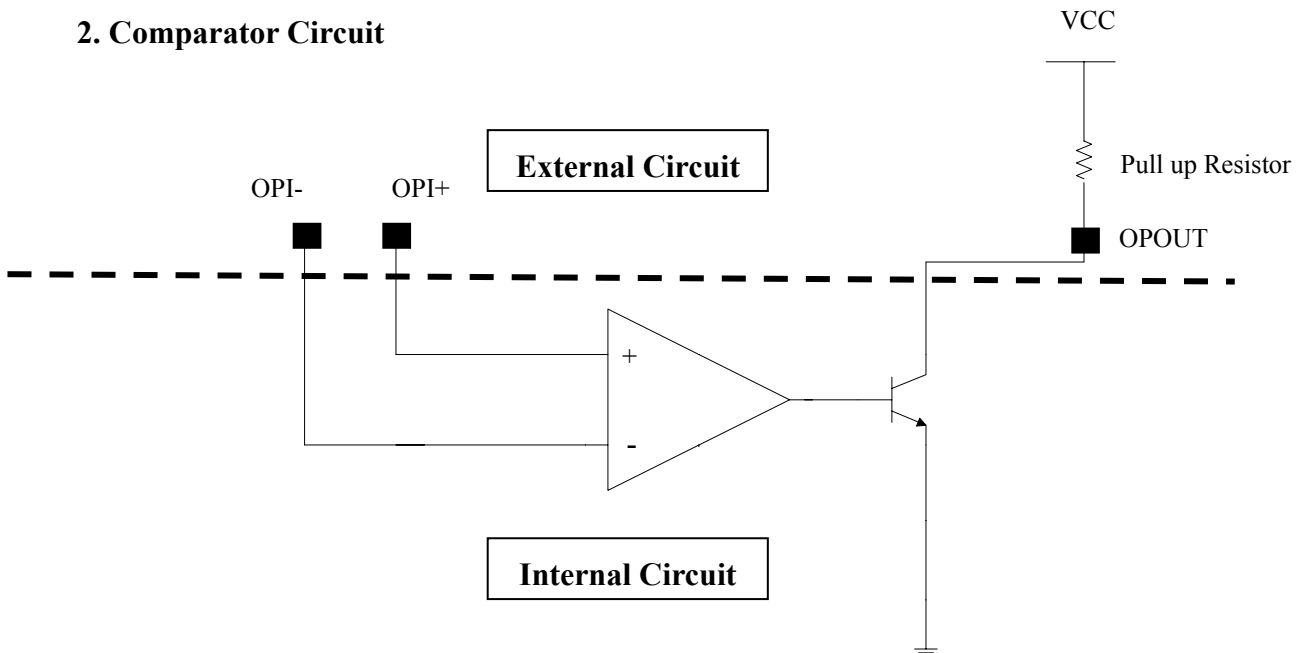 2. Comparator Circuit
VCC
External Circuit
Pull up Resistor
OPI-
OPI+
OPOUT
+
-
Internal Circuit